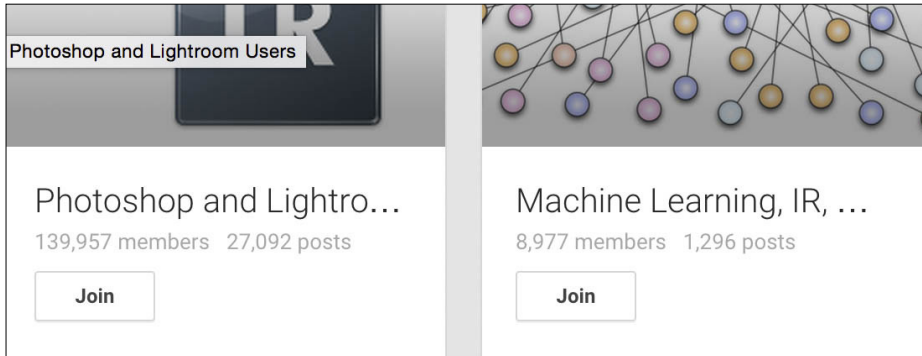 Photoshop and Lightroom Users
Photoshop and Lightro...
139,957 members 27,092 posts
Join
Machine Learning, IR, ...
8,977 members 1,296 posts
Join